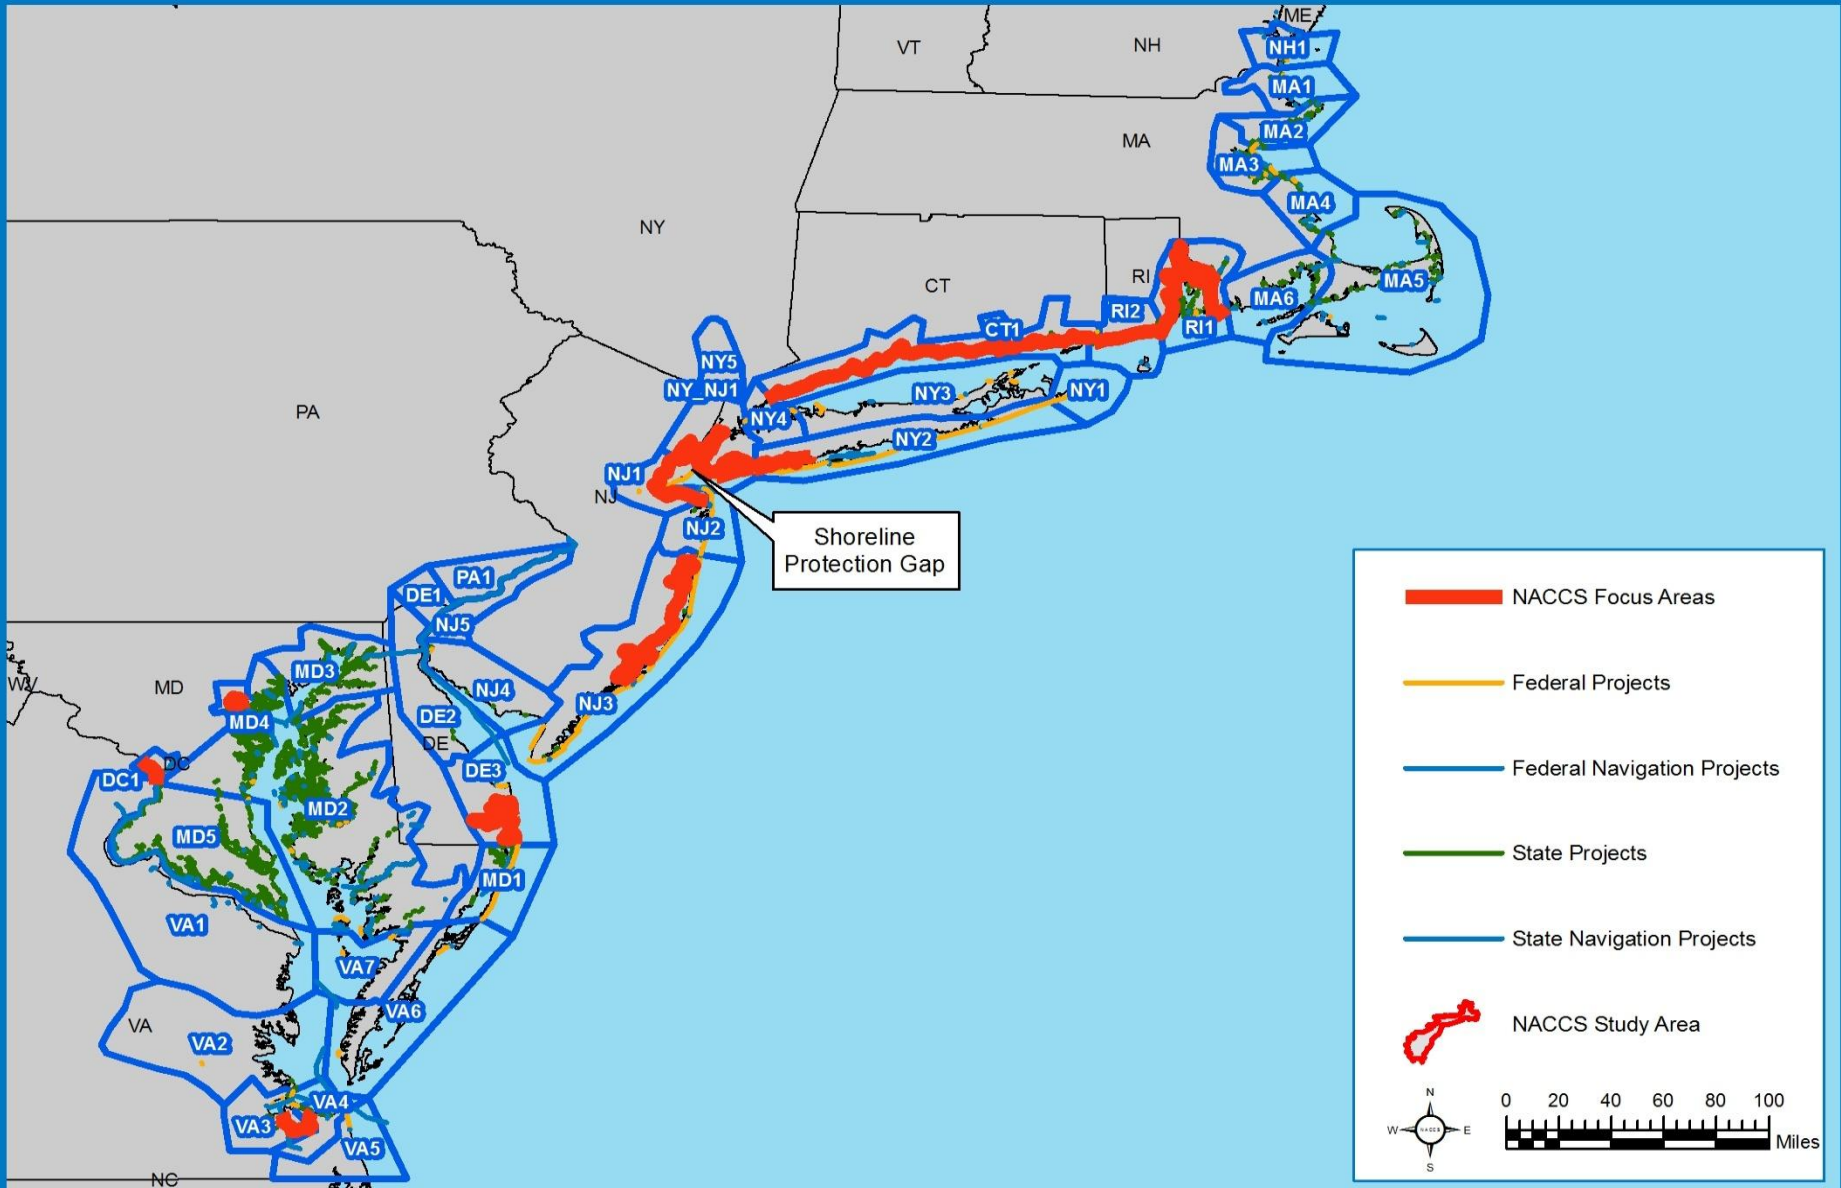 ME
VT
NH
NH1
MA1
MA2
MA
MA3
MA4
NY
MA5
RI
CT
MA6
RI2
RI1
CT1
NY5
NY_NJ1
NY3
NY1
PA
NY4
NY2
NJ1
NJ
NJ2
Shoreline
Protection Gap
PA1
DE1
NJ5
MD3
WV
MD
NJ4
NJ3
MD4
DE2
DE
DC
DC1
DE3
MD2
MD5
MD1
VA1
VA7
VA6
VA
VA2
VA4
VA3
VA5
NC
NACCS Focus Areas
Federal Projects
Federal Navigation Projects
State Projects
State Navigation Projects
NACCS Study Area
N
W
NACCS
E
S
0 20 40 60 80 100
Miles